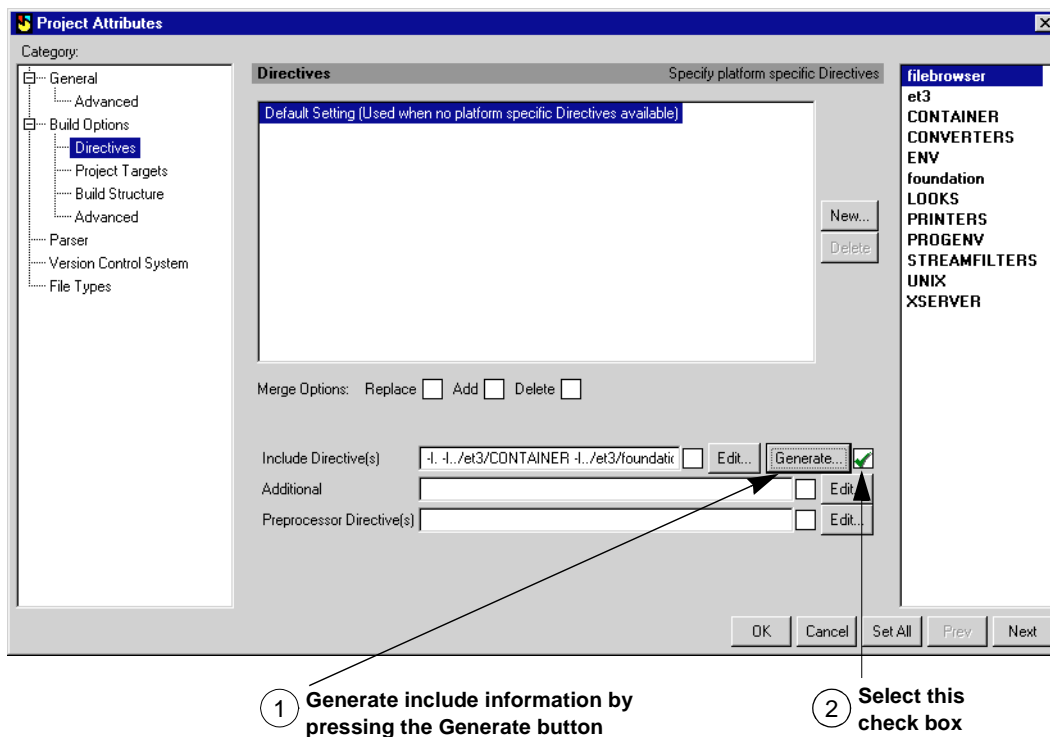 Project Attributes
Category:
General
Advanced
Build Options
Directives
Project Targets
Build Structure
Advanced
Parser
Version Control System
File Types
Directives Specify platform specific Directives
Default Setting (Used when no platform specific Directives available)
New...
Delete
Merge Options: Replace Add Delete
Include Directive(s) -I. -I../et3/CONTAINER -I../et3/foundatic Edit... Generate...
Additional Edit...
Preprocessor Directive(s) Edit...
filebrowser
et3
CONTAINER
CONVERTERS
ENV
foundation
LOOKS
PRINTERS
PROGENV
STREAMFILTERS
UNIX
XSERVER
OK Cancel Set All Prev Next
1 Generate include information by
pressing the Generate button
2 Select this
check box